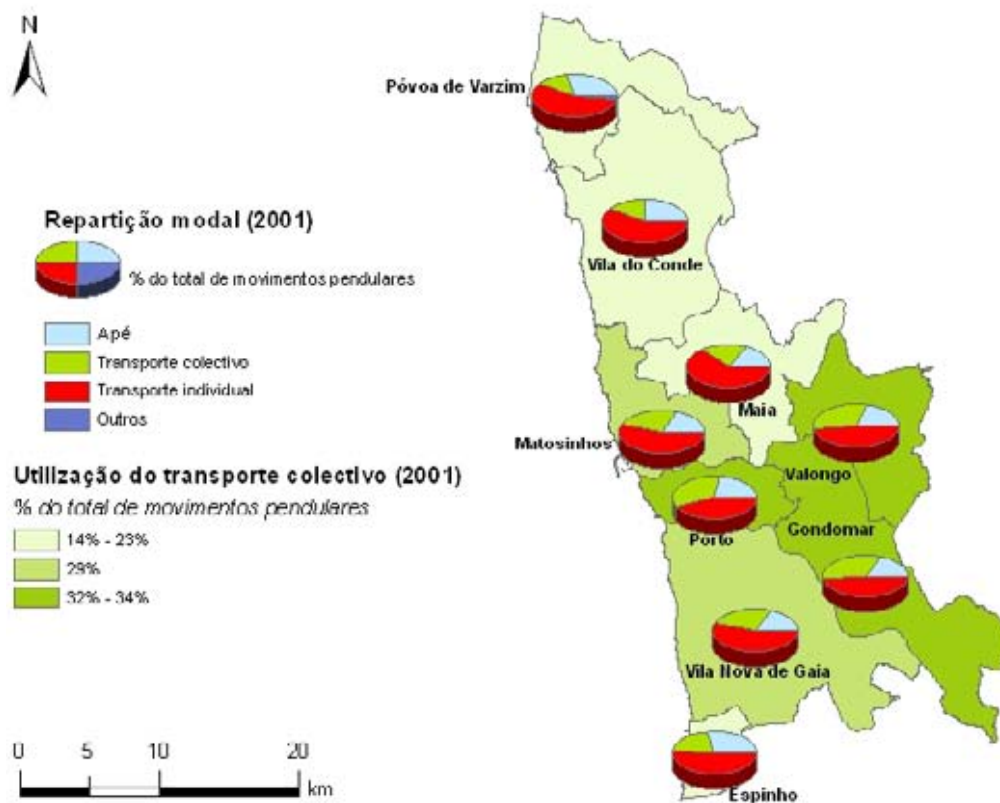 N
Póvoa de Varzim
Repartição modal (2001)
% do total de movimentos pendulares
Vila do Conde
Apé
Transporte colectivo
Transporte individual
Maia
Outros
Matosinhos
Utilização do transporte colectivo (2001)
Valongo
% do total de movimentos pendulares
Gondomar
Porto
14% - 23%
29%
32% - 34%
Vila Nova de Gaia
0 5 10 20
km
Espinho